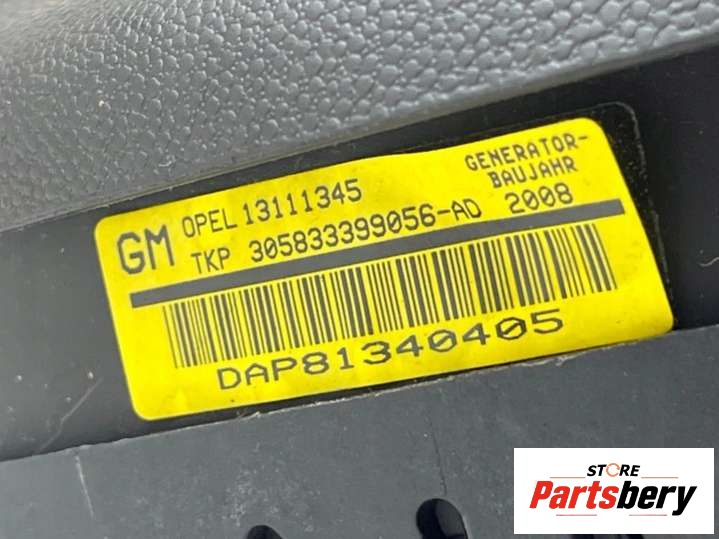 GM
OPEL 13111345
TKP 305833399056-AD
GENERATOR-
BAUJAHR
2008
DAP81340405
STORE
Partsbery